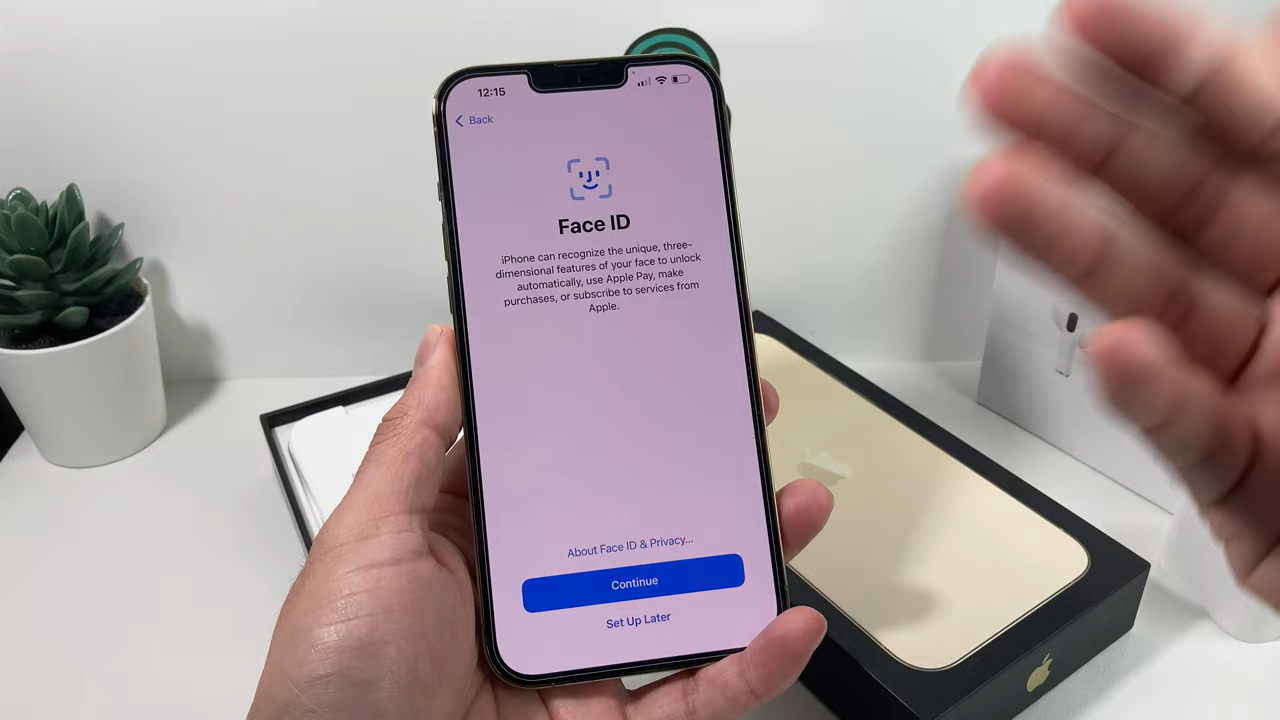 12:15
Back
Face ID
iPhone can recognize the unique, three-
dimensional features of your face to unlock
automatically, use Apple Pay, make
purchases, or subscribe to services from
Apple.
About Face ID & Privacy...
Continue
Set Up Later